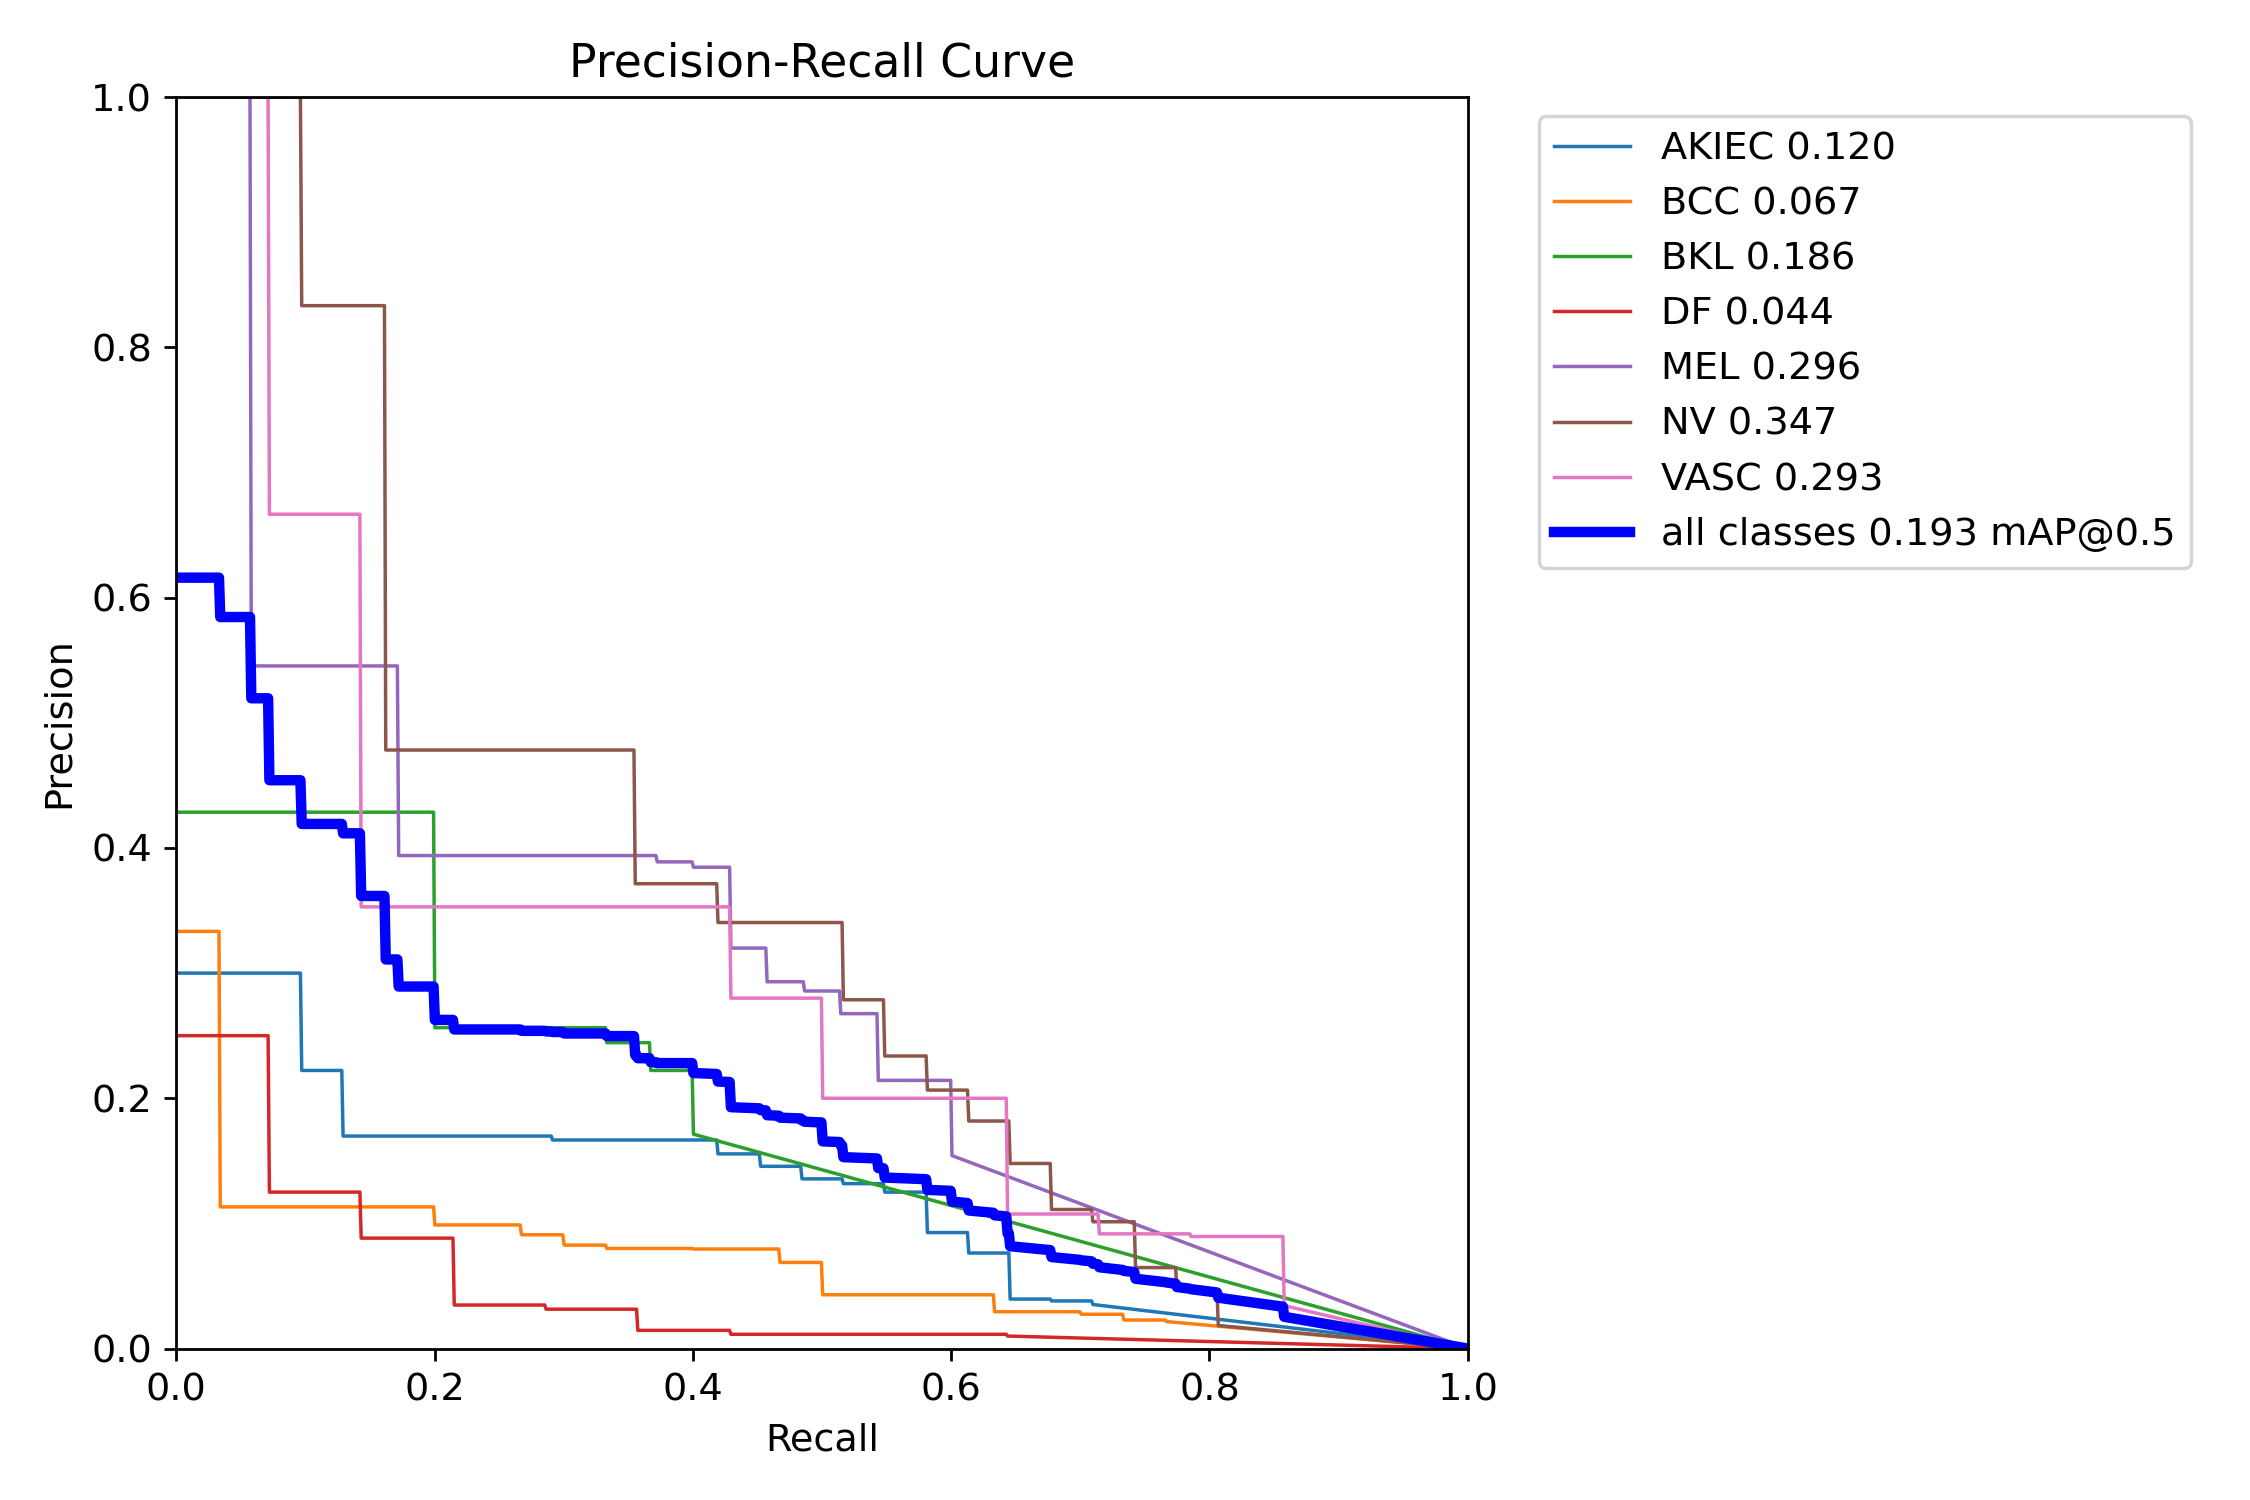 Precision-Recall Curve
1.0
0.8
0.6
0.4
0.2
0.0
Precision
0.0 0.2 0.4 0.6 0.8 1.0
Recall
AKIEC 0.120
BCC 0.067
BKL 0.186
DF 0.044
MEL 0.296
NV 0.347
VASC 0.293
all classes 0.193 mAP@0.5